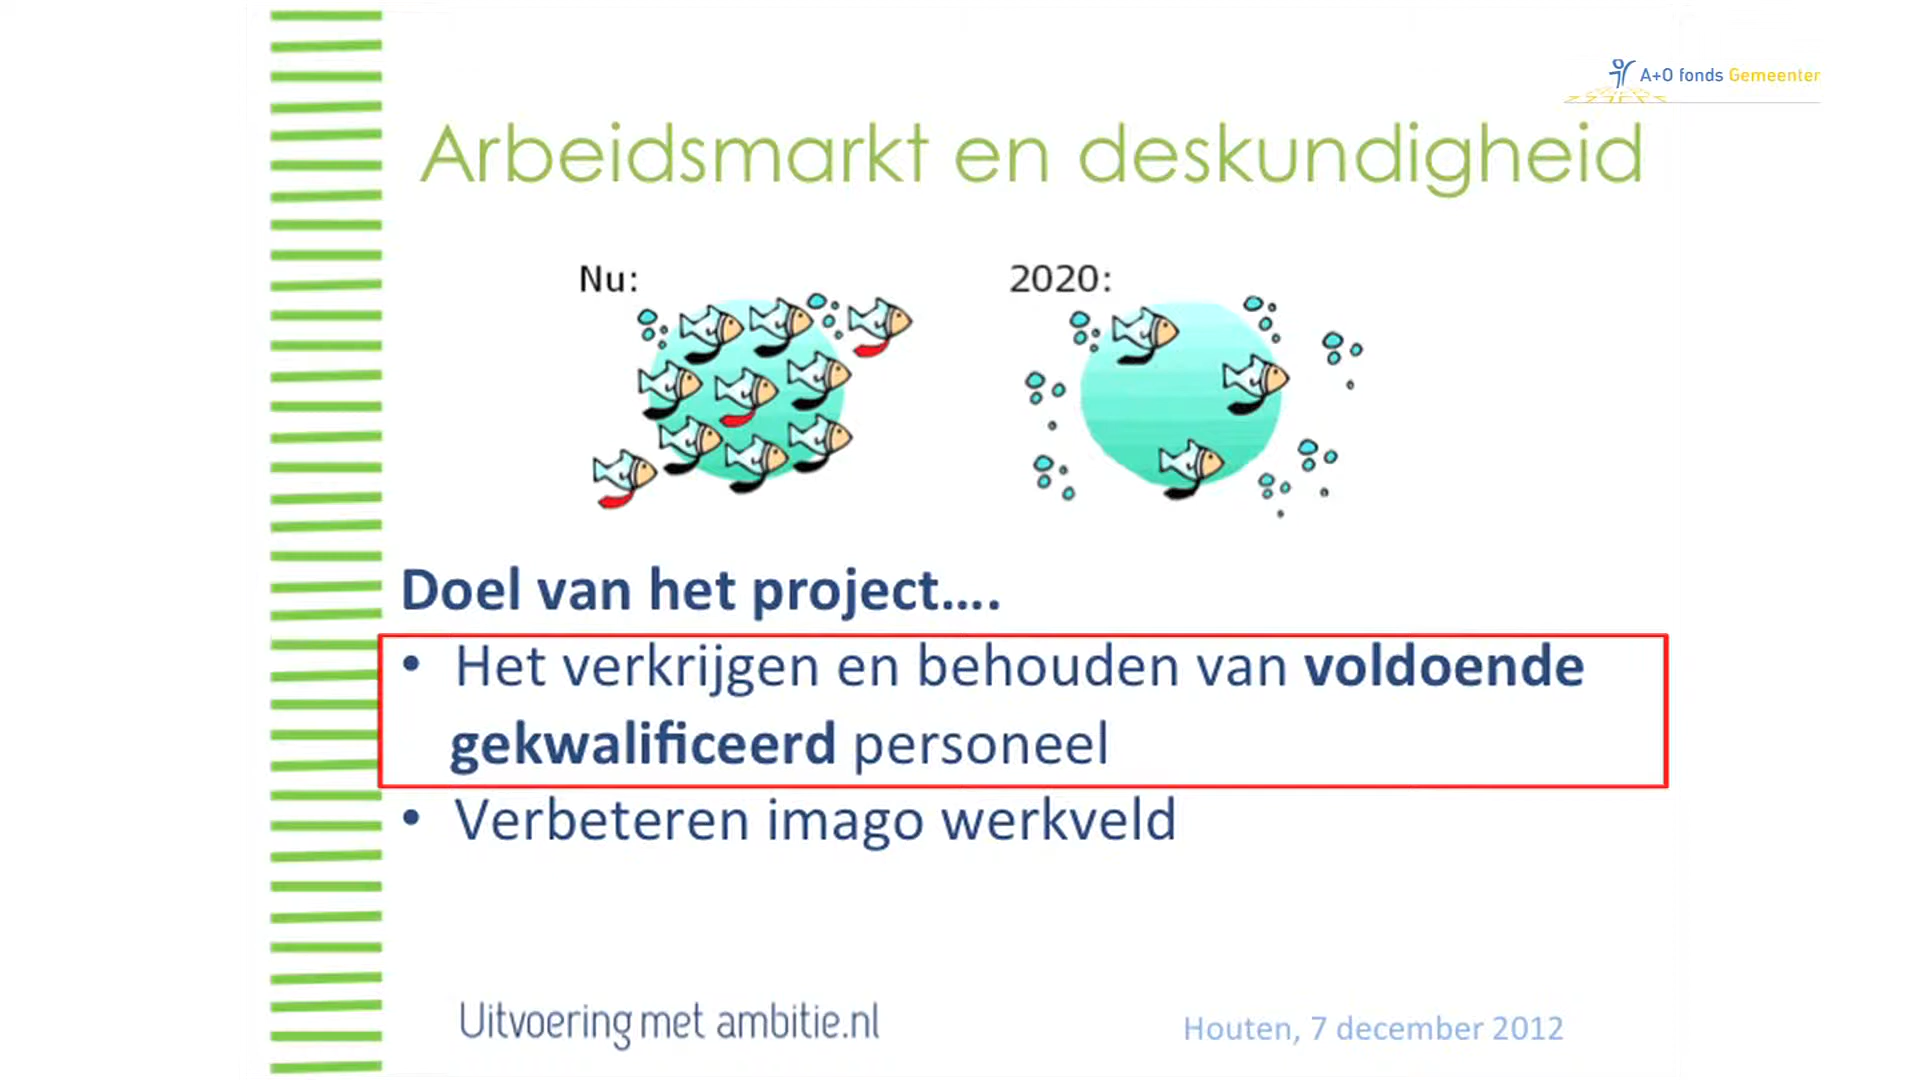 A+O fonds Gemeenten
Arbeidsmarkt en deskundigheid
Nu:
2020:
Doel van het project....
• Het verkrijgen en behouden van voldoende
gekwalificeerd personeel
• Verbeteren imago werkveld
Uitvoering met ambitie.nl
Houten, 7 december 2012